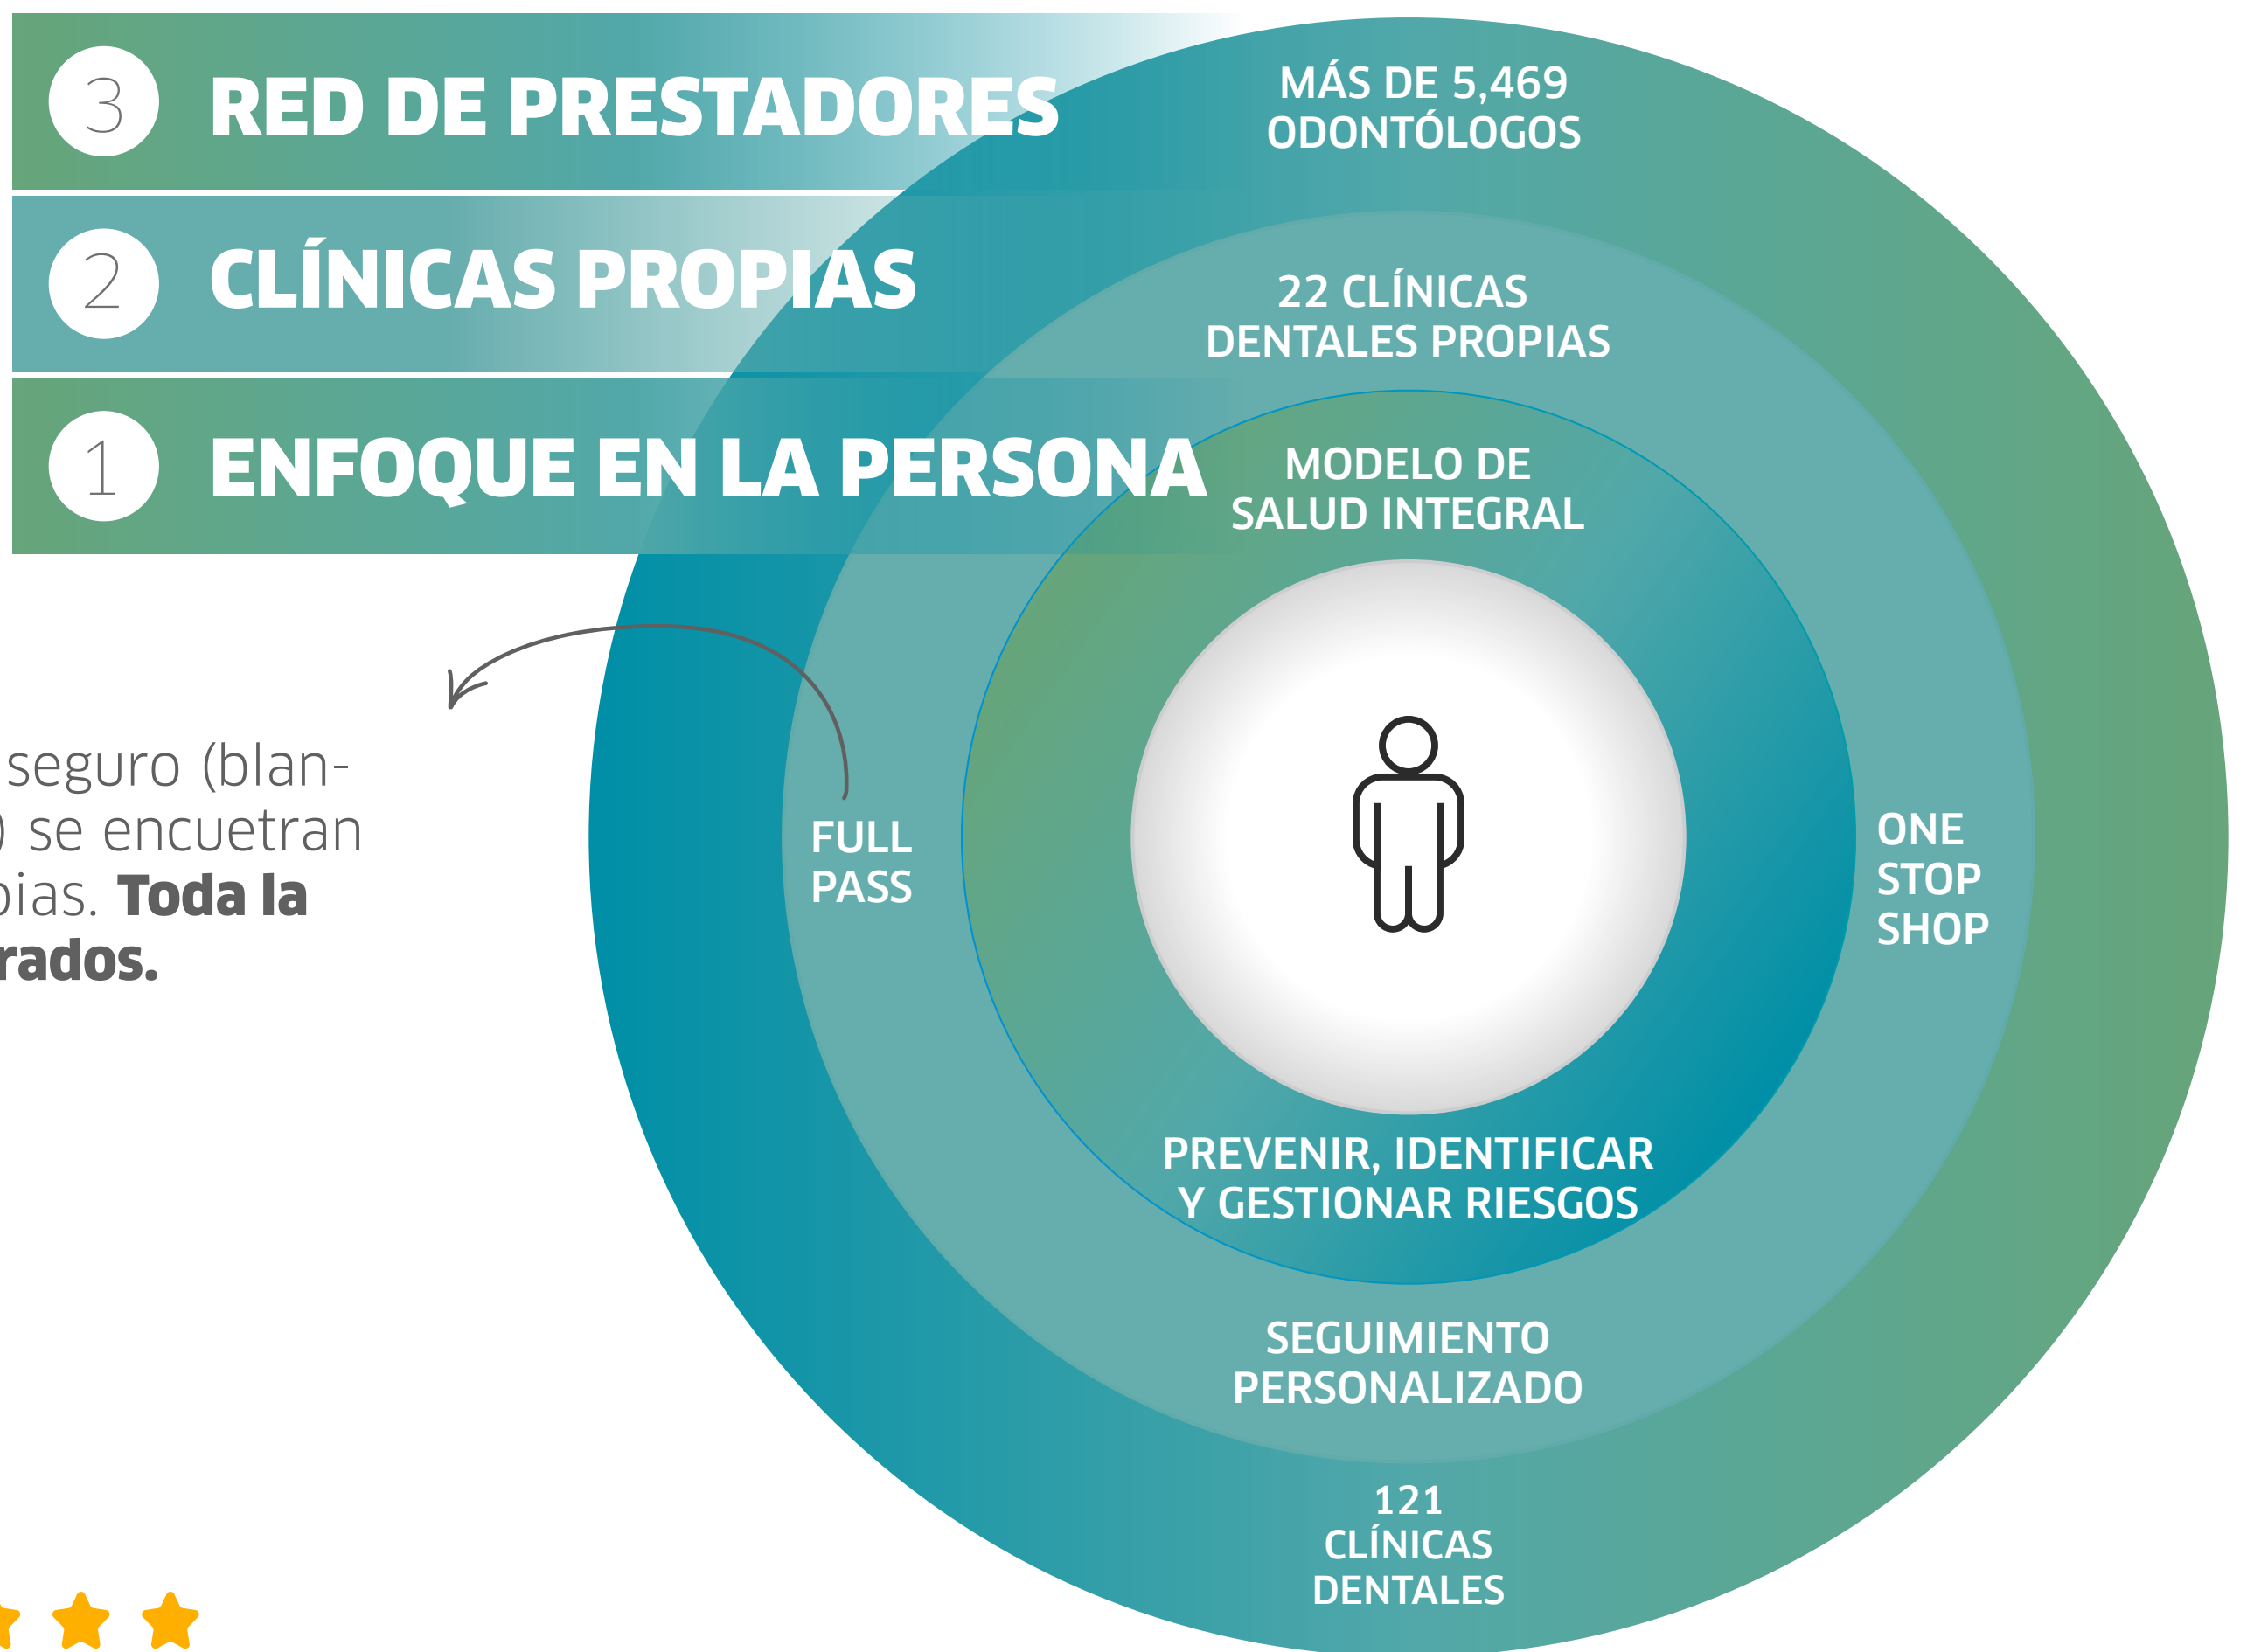 3 RED DE PRESTADORES
2 CLÍNICAS PROPIAS
1 ENFOQUE EN LA PERSONA
MÁS DE 5,469
ODONTÓLOGOS
22 CLÍNICAS
DENTALES PROPIAS
MODELO DE
SALUD INTEGRAL
seguro (blan-
) se encuetran
pias. Toda la
rados.
FULL
PASS
ONE
STOP
SHOP
PREVENIR, IDENTIFICAR
Y GESTIONAR RIESGOS
SEGUIMIENTO
PERSONALIZADO
121
CLÍNICAS
DENTALES